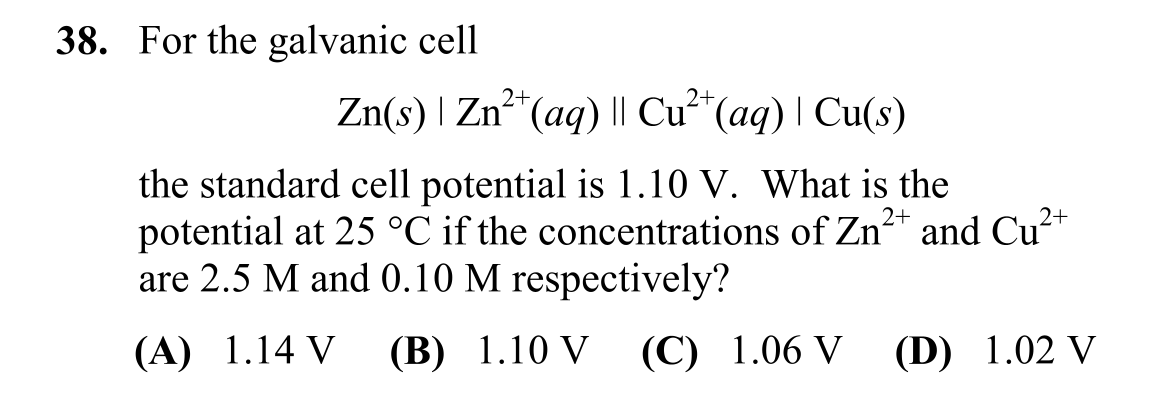 38. For the galvanic cell
Zn(s) | Zn²⁺(aq) || Cu²⁺(aq) | Cu(s)
the standard cell potential is 1.10 V. What is the
potential at 25 °C if the concentrations of Zn²⁺ and Cu²⁺
are 2.5 M and 0.10 M respectively?
(A) 1.14 V (B) 1.10 V (C) 1.06 V (D) 1.02 V